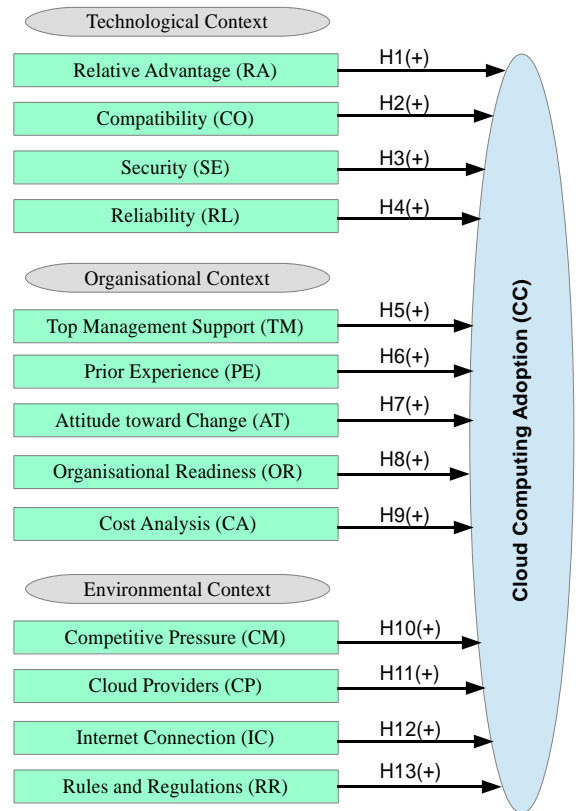 Technological Context
Relative Advantage (RA)
H1(+)
Compatibility (CO)
H2(+)
Security (SE)
H3(+)
Reliability (RL)
H4(+)
Organisational Context
Top Management Support (TM)
H5(+)
Prior Experience (PE)
H6(+)
Attitude toward Change (AT)
H7(+)
Organisational Readiness (OR)
H8(+)
Cost Analysis (CA)
H9(+)
Environmental Context
Competitive Pressure (CM)
H10(+)
Cloud Providers (CP)
H11(+)
Internet Connection (IC)
H12(+)
Rules and Regulations (RR)
H13(+)
Cloud Computing Adoption (CC)